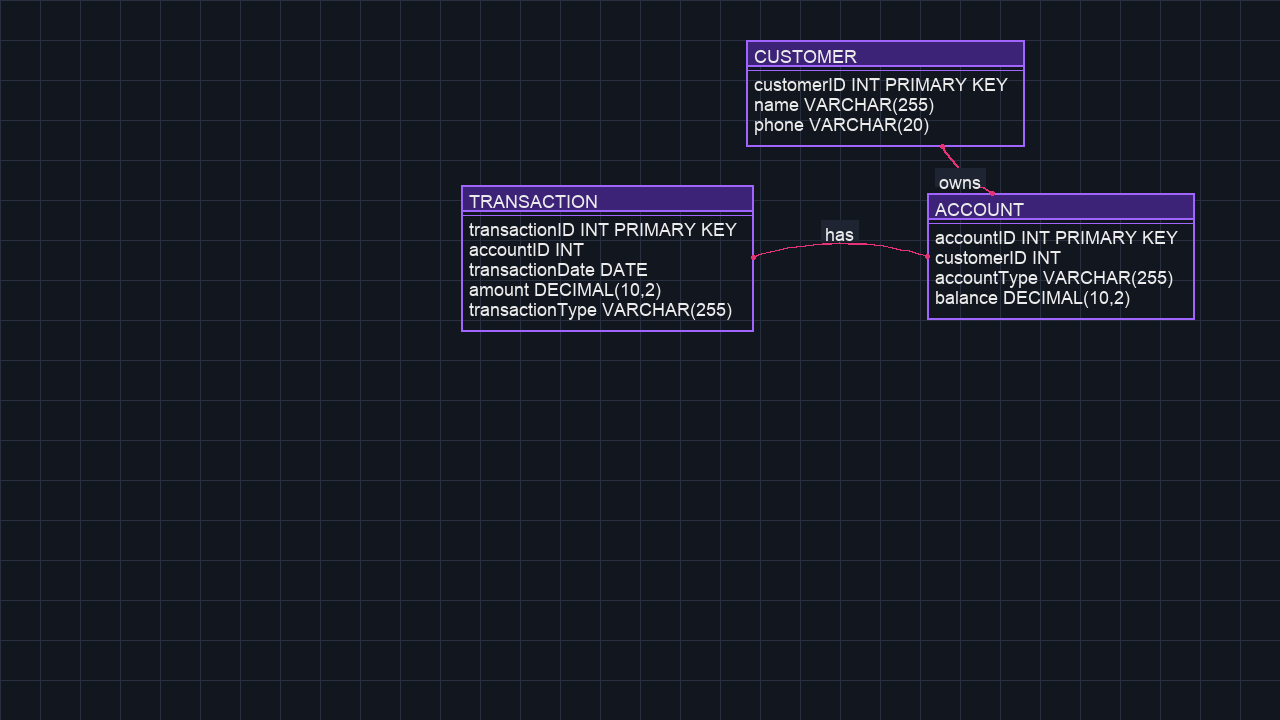 CUSTOMER
customerID INT PRIMARY KEY
name VARCHAR(255)
phone VARCHAR(20)
owns
TRANSACTION
transactionID INT PRIMARY KEY
accountID INT
transactionDate DATE
amount DECIMAL(10,2)
transactionType VARCHAR(255)
has
ACCOUNT
accountID INT PRIMARY KEY
customerID INT
accountType VARCHAR(255)
balance DECIMAL(10,2)